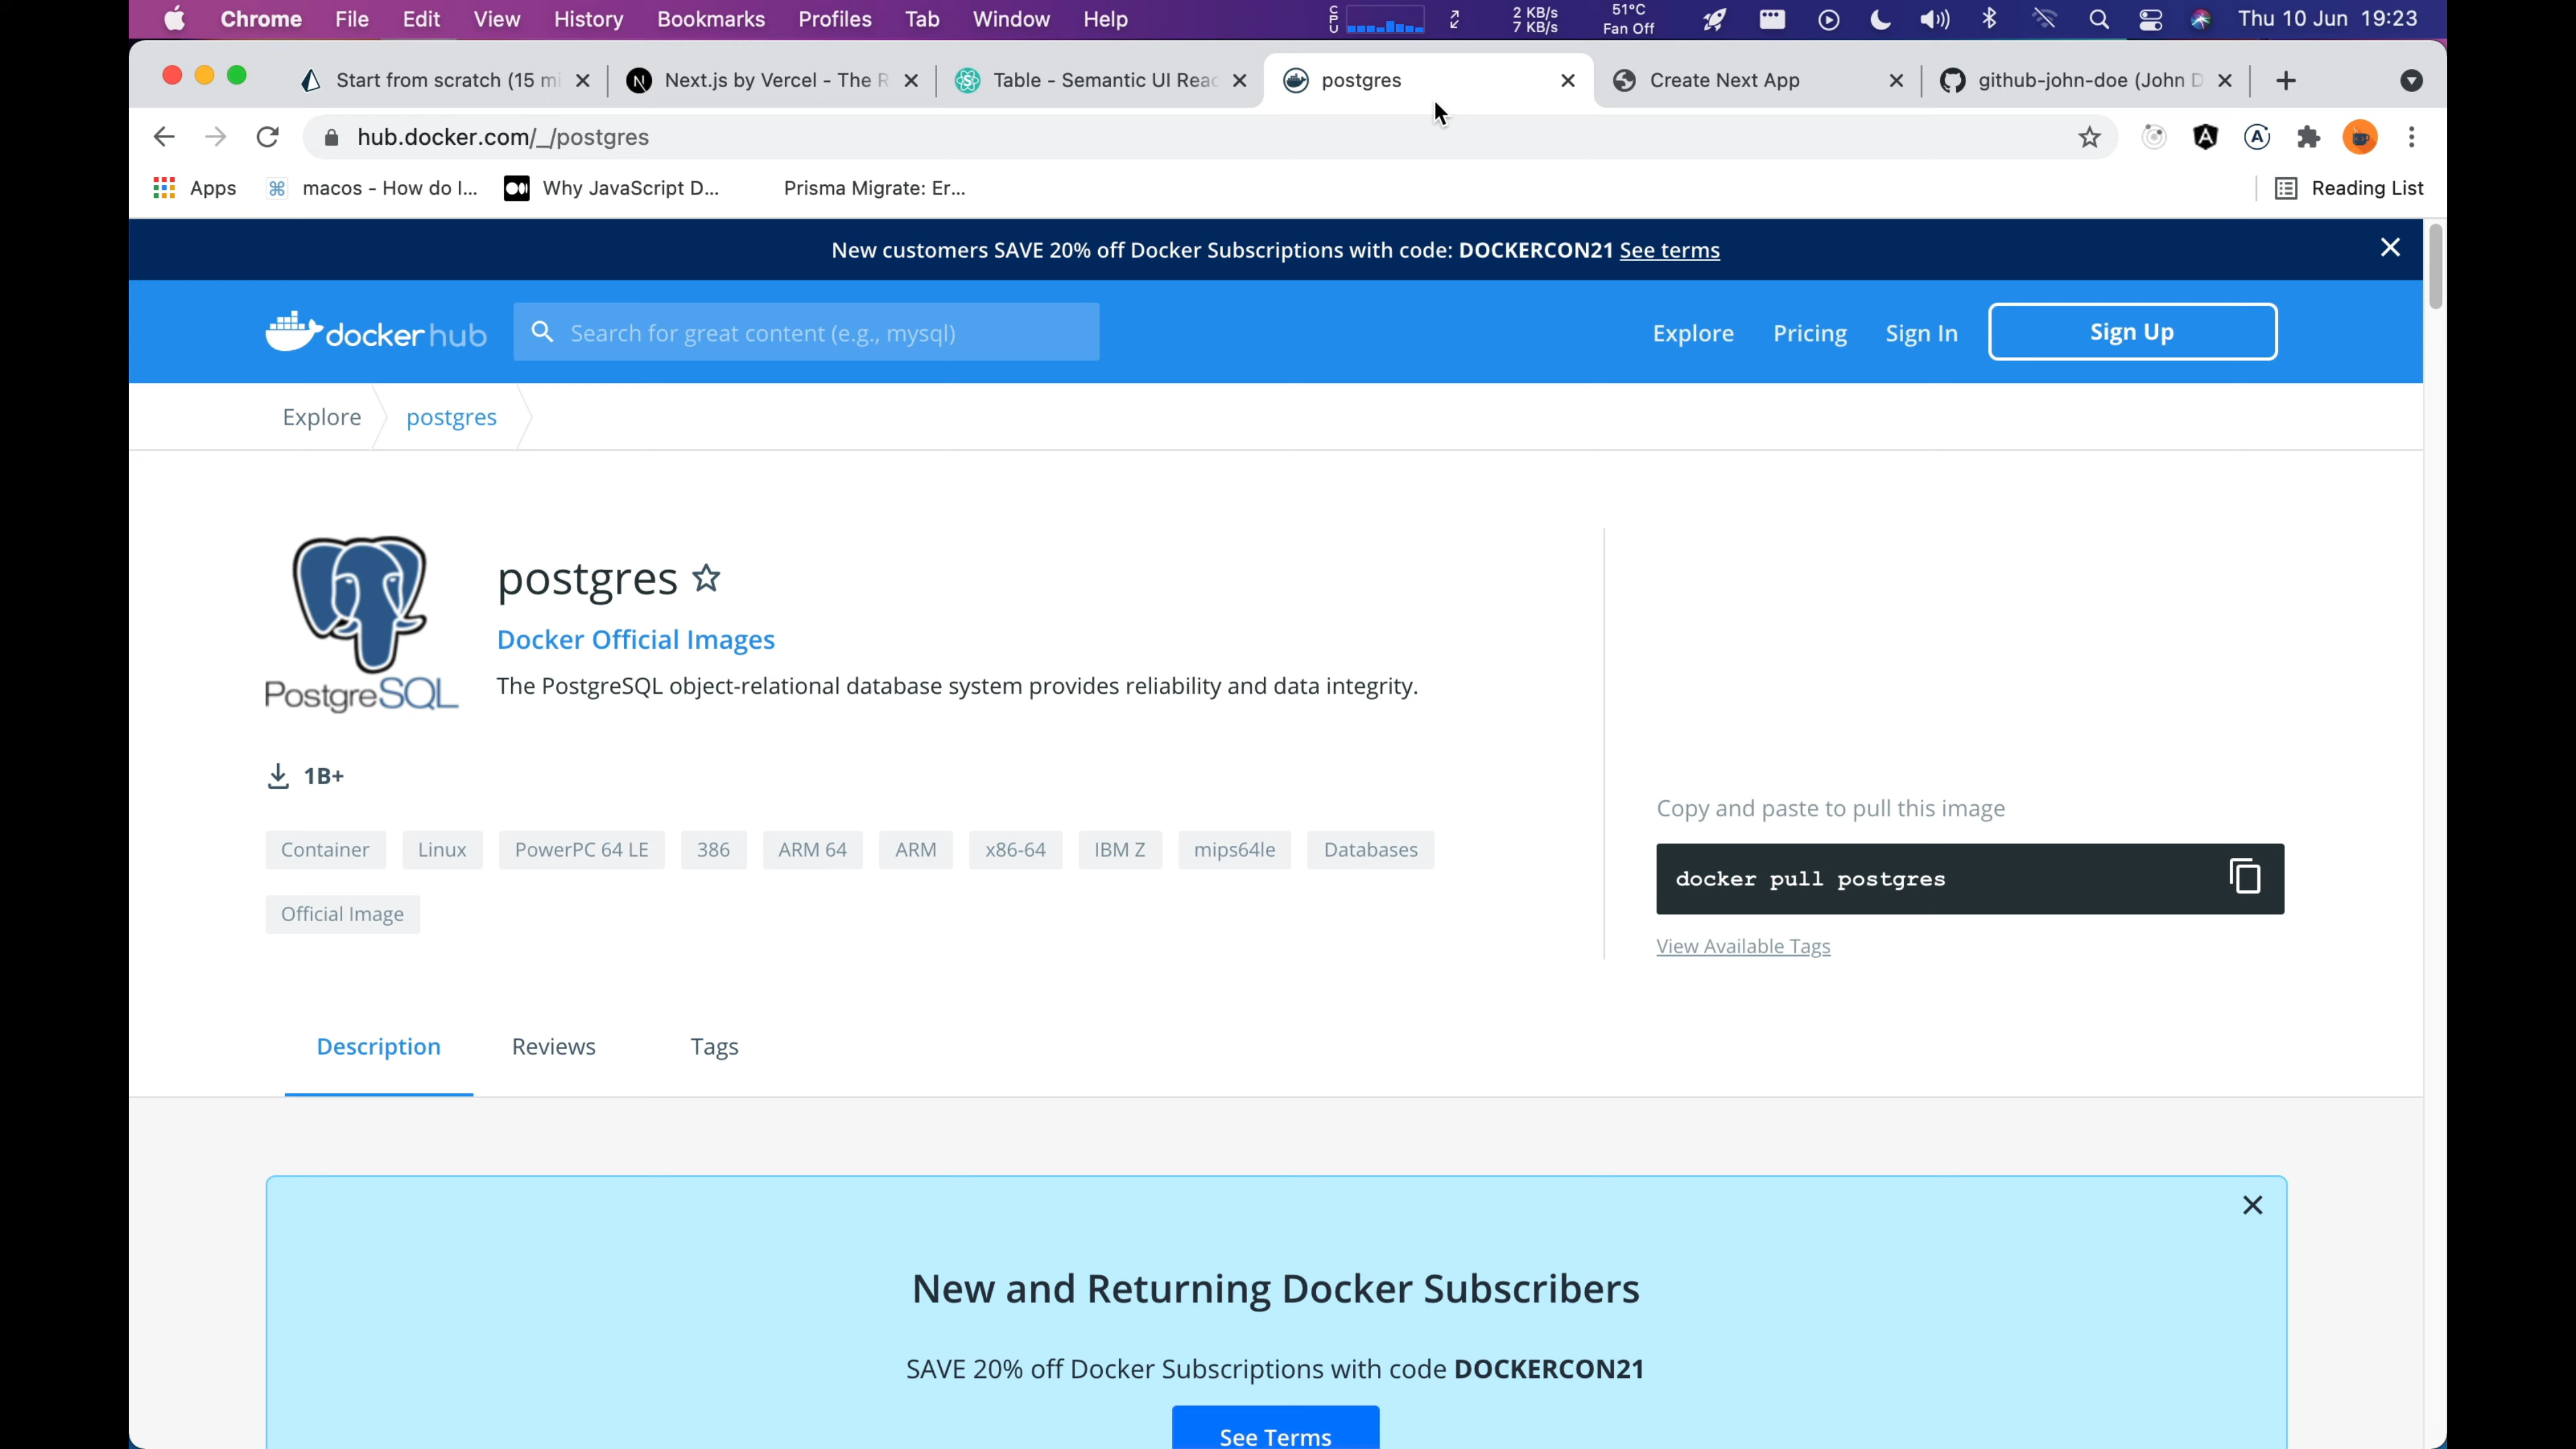 Chrome File Edit View History Bookmarks Profiles Tab Window Help CPU 2 KB/s 7 KB/s 51°C Fan Off Thu 10 Jun 19:23
Start from scratch (15 mi Next.js by Vercel - The R Table - Semantic UI Reac postgres Create Next App github-john-doe (John D
hub.docker.com/_/postgres
Apps macos - How do I... Why JavaScript D... Prisma Migrate: Er... Reading List
New customers SAVE 20% off Docker Subscriptions with code: DOCKERCON21 See terms
docker hub Search for great content (e.g., mysql) Explore Pricing Sign In Sign Up
Explore postgres
postgres
Docker Official Images
The PostgreSQL object-relational database system provides reliability and data integrity.
PostgreSQL
1B+
Container Linux PowerPC 64 LE 386 ARM 64 ARM x86-64 IBM Z mips64le Databases
Official Image
Copy and paste to pull this image
docker pull postgres
View Available Tags
Description Reviews Tags
New and Returning Docker Subscribers
SAVE 20% off Docker Subscriptions with code DOCKERCON21
See Terms